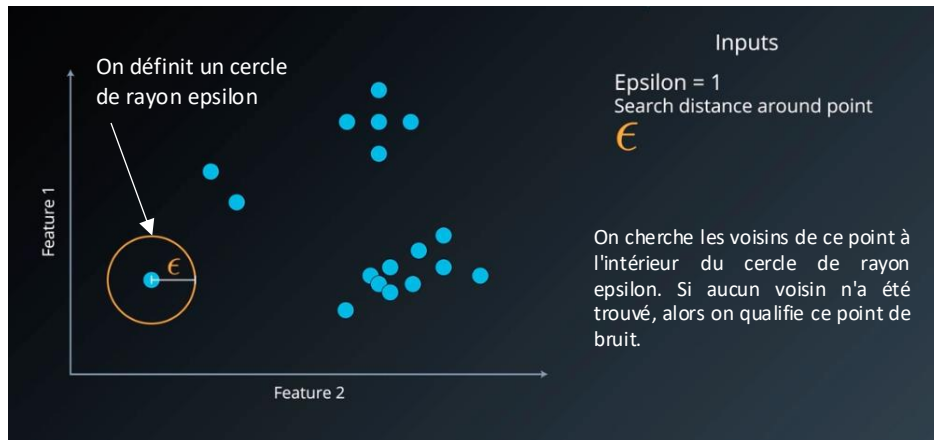 Inputs
On définit un cercle
de rayon epsilon
Epsilon = 1
Search distance around point
ϵ
Feature 1
ϵ
On cherche les voisins de ce point à
l'intérieur du cercle de rayon
epsilon. Si aucun voisin n'a été
trouvé, alors on qualifie ce point de
bruit.
Feature 2